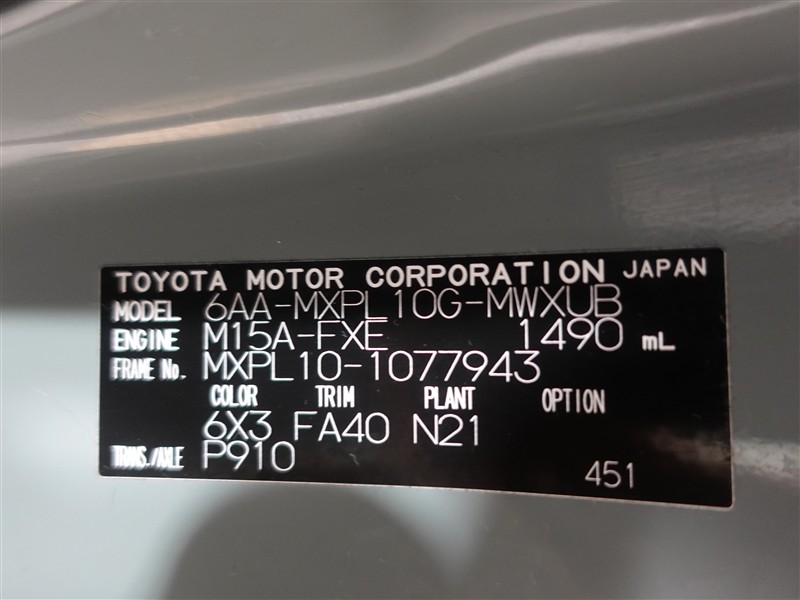 TOYOTA MOTOR CORPORATION JAPAN
MODEL 6AA-MXPL10G-MWXUB
ENGINE M15A-FXE 1490 mL
FRAME No. MXPL10-1077943
COLOR TRIM PLANT OPTION
6X3 FA40 N21
TRANS./AXLE P910
451